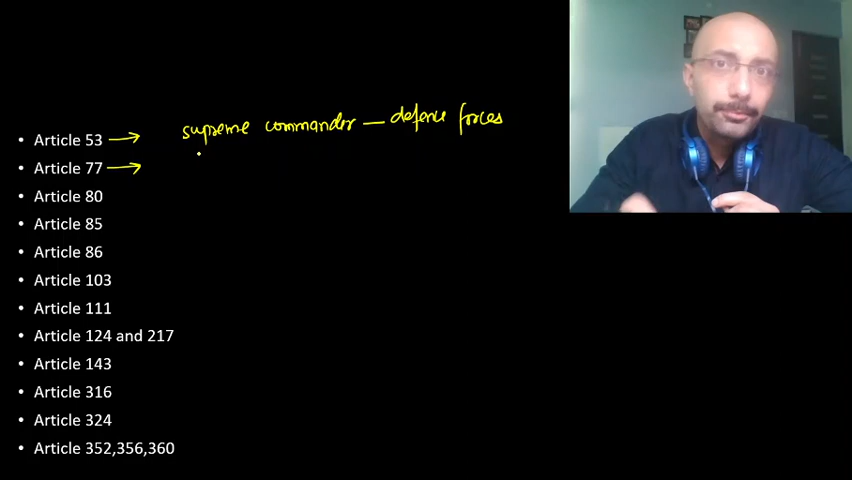 • Article 53 → supreme commander — defence forces
• Article 77 →
• Article 80
• Article 85
• Article 86
• Article 103
• Article 111
• Article 124 and 217
• Article 143
• Article 316
• Article 324
• Article 352,356,360